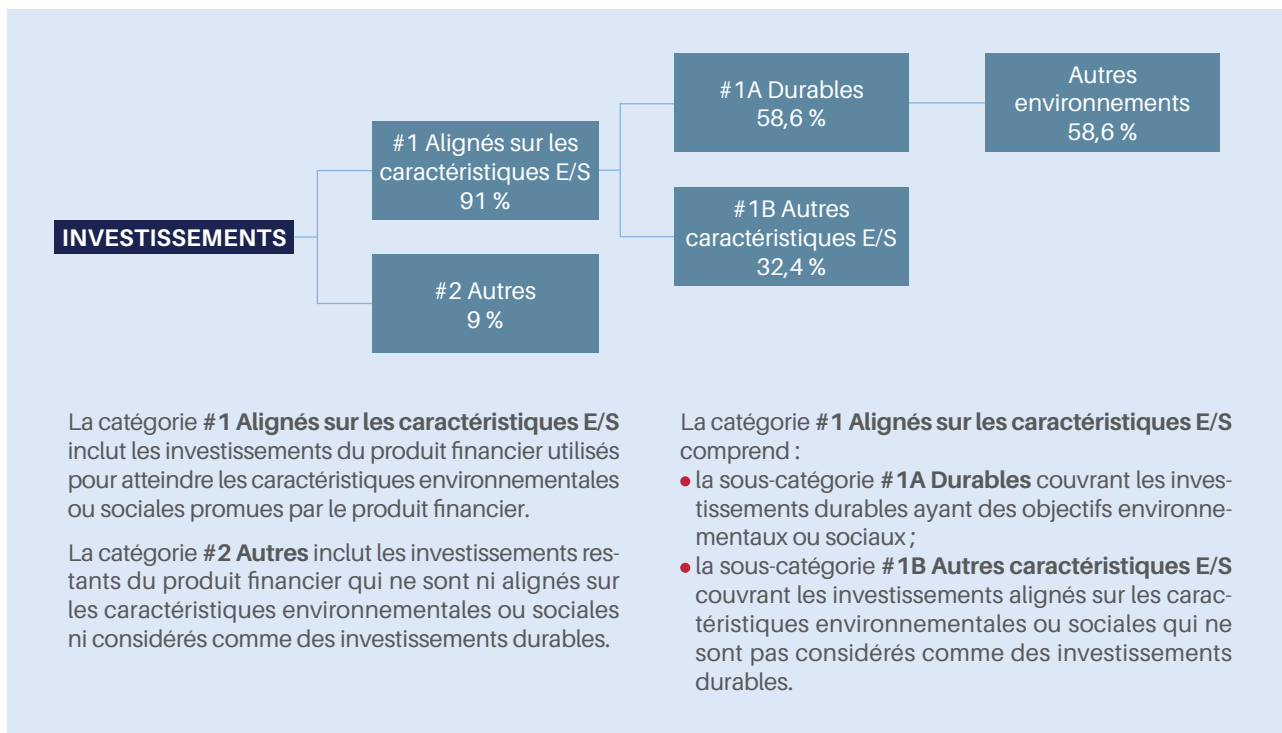 INVESTISSEMENTS
#1 Alignés sur les
caractéristiques E/S
91 %
#2 Autres
9 %
#1A Durables
58,6 %
#1B Autres
caractéristiques E/S
32,4 %
Autres
environnements
58,6 %
La catégorie #1 Alignés sur les caractéristiques E/S
inclut les investissements du produit financier utilisés
pour atteindre les caractéristiques environnementales
ou sociales promues par le produit financier.
La catégorie #2 Autres inclut les investissements res-
tants du produit financier qui ne sont ni alignés sur
les caractéristiques environnementales ou sociales
ni considérés comme des investissements durables.
La catégorie #1 Alignés sur les caractéristiques E/S
comprend :
• la sous-catégorie #1A Durables couvrant les inves-
tissements durables ayant des objectifs environne-
mentaux ou sociaux ;
• la sous-catégorie #1B Autres caractéristiques E/S
couvrant les investissements alignés sur les carac-
téristiques environnementales ou sociales qui ne
sont pas considérés comme des investissements
durables.